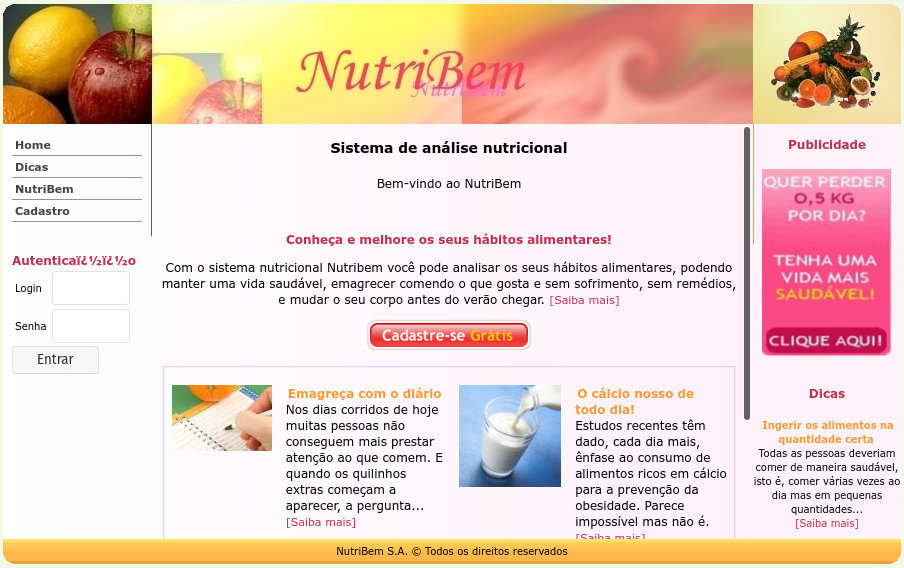 NutriBem
NutriBem
Home
Dicas
NutriBem
Cadastro
Autenticaï¿½ï¿½o
Login
Senha
Entrar
Sistema de análise nutricional
Bem-vindo ao NutriBem
Conheça e melhore os seus hábitos alimentares!
Com o sistema nutricional Nutribem você pode analisar os seus hábitos alimentares, podendo
manter uma vida saudável, emagrecer comendo o que gosta e sem sofrimento, sem remédios,
e mudar o seu corpo antes do verão chegar. [Saiba mais]
Cadastre-se Gratis
Emagreça com o diário
Nos dias corridos de hoje
muitas pessoas não
conseguem mais prestar
atenção ao que comem. E
quando os quilinhos
extras começam a
aparecer, a pergunta...
[Saiba mais]
O cálcio nosso de
todo dia!
Estudos recentes têm
dado, cada dia mais,
ênfase ao consumo de
alimentos ricos em cálcio
para a prevenção da
obesidade. Parece
impossível mas não é.
[Saiba mais]
Publicidade
QUER PERDER
0,5 KG
POR DIA?
TENHA UMA
VIDA MAIS
SAUDÁVEL!
CLIQUE AQUI!
Dicas
Ingerir os alimentos na
quantidade certa
Todas as pessoas deveriam
comer de maneira saudável,
isto é, comer várias vezes ao
dia mas em pequenas
quantidades...
[Saiba mais]
NutriBem S.A. © Todos os direitos reservados